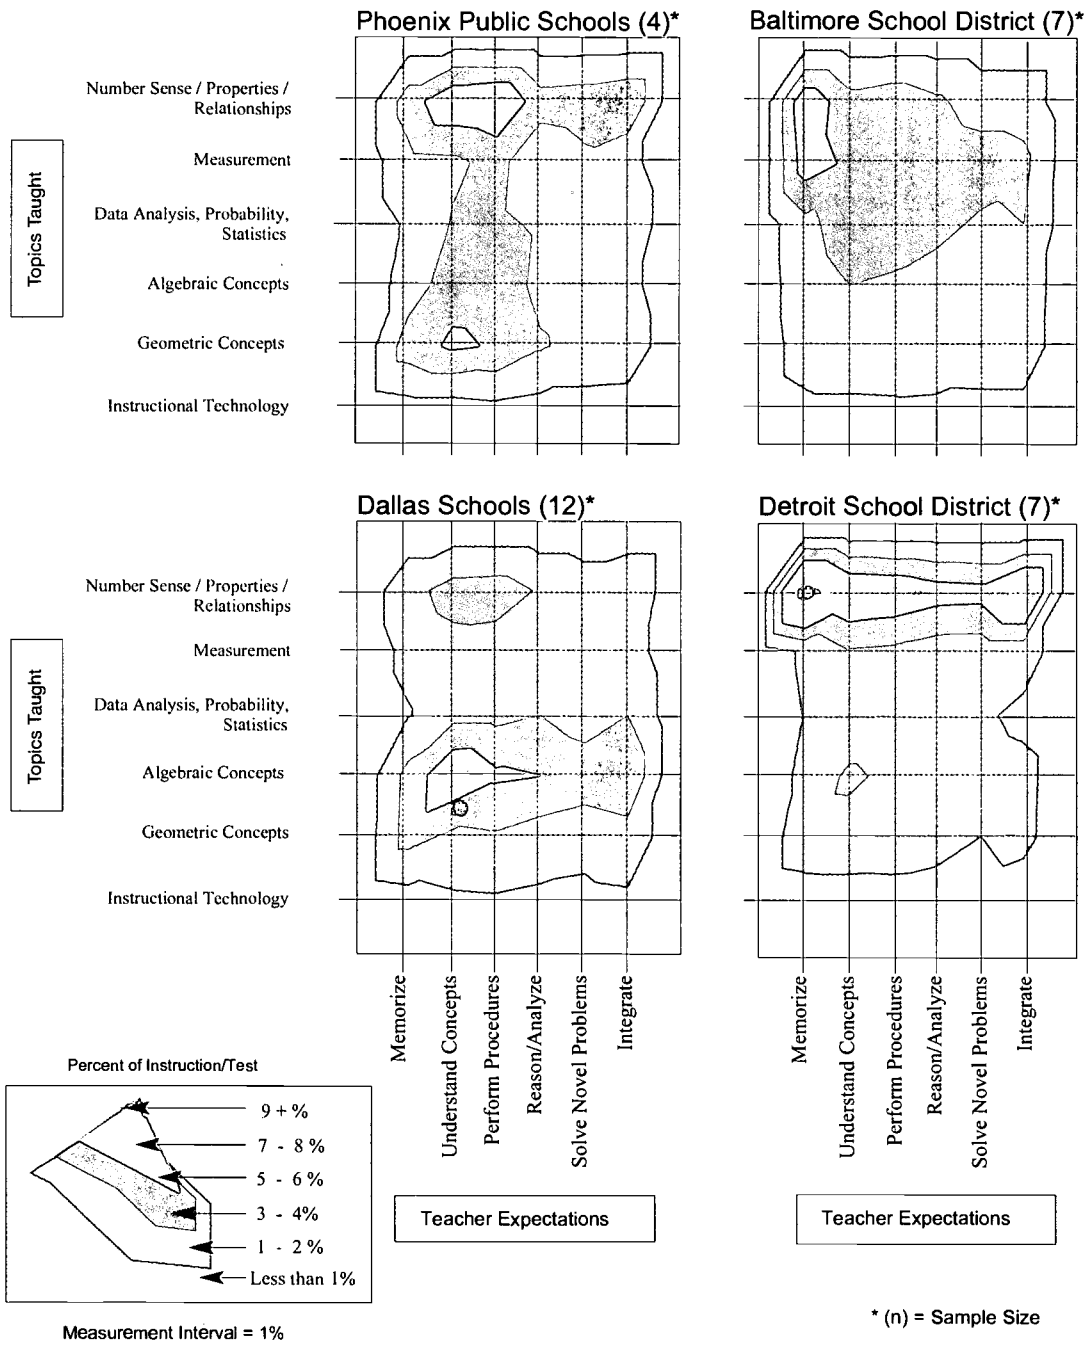 Phoenix Public Schools (4)*
Baltimore School District (7)*
Number Sense / Properties /
Relationships
Measurement
Data Analysis, Probability,
Statistics
Algebraic Concepts
Geometric Concepts
Instructional Technology
Topics Taught
Dallas Schools (12)*
Detroit School District (7)*
Number Sense / Properties /
Relationships
Measurement
Data Analysis, Probability,
Statistics
Algebraic Concepts
Geometric Concepts
Instructional Technology
Topics Taught
Memorize
Understand Concepts
Perform Procedures
Reason/Analyze
Solve Novel Problems
Integrate
Memorize
Understand Concepts
Perform Procedures
Reason/Analyze
Solve Novel Problems
Integrate
Teacher Expectations
Teacher Expectations
Percent of Instruction/Test
9 + %
7 - 8 %
5 - 6 %
3 - 4%
1 - 2 %
Less than 1%
Measurement Interval = 1%
* (n) = Sample Size